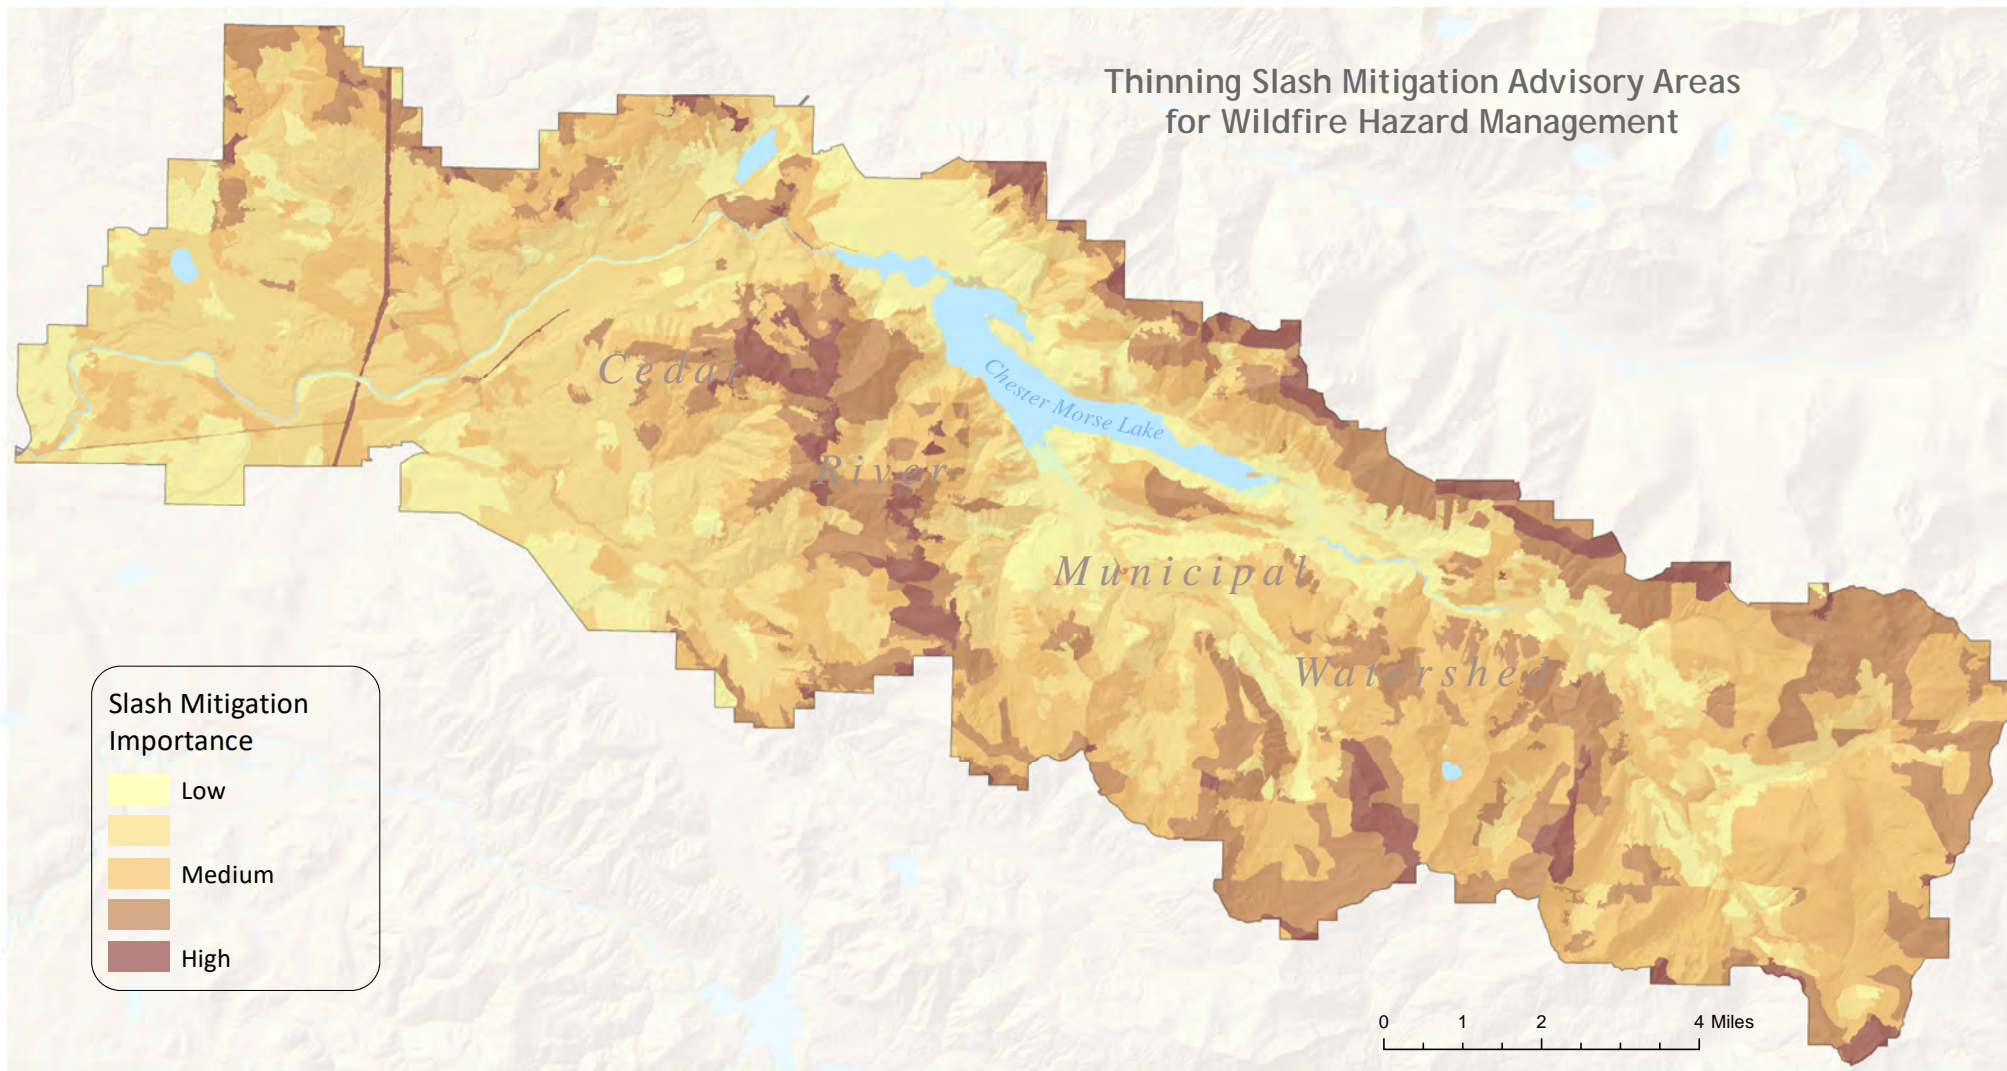 Thinning Slash Mitigation Advisory Areas
for Wildfire Hazard Management
Cedar
River
Municipal
Watershed
Chester Morse Lake
Slash Mitigation
Importance
Low
Medium
High
0 1 2 4 Miles